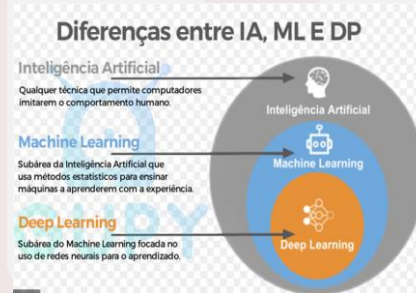 Diferenças entre IA, ML E DP
Inteligência Artificial
Qualquer técnica que permite computadores
imitarem o comportamento humano.
Machine Learning
Subárea da Inteligência Artificial que
usa métodos estatísticos para ensinar
máquinas a aprenderem com a experiência.
Deep Learning
Subárea do Machine Learning focada no
uso de redes neurais para o aprendizado.
Inteligência Artificial
Machine Learning
Deep Learning